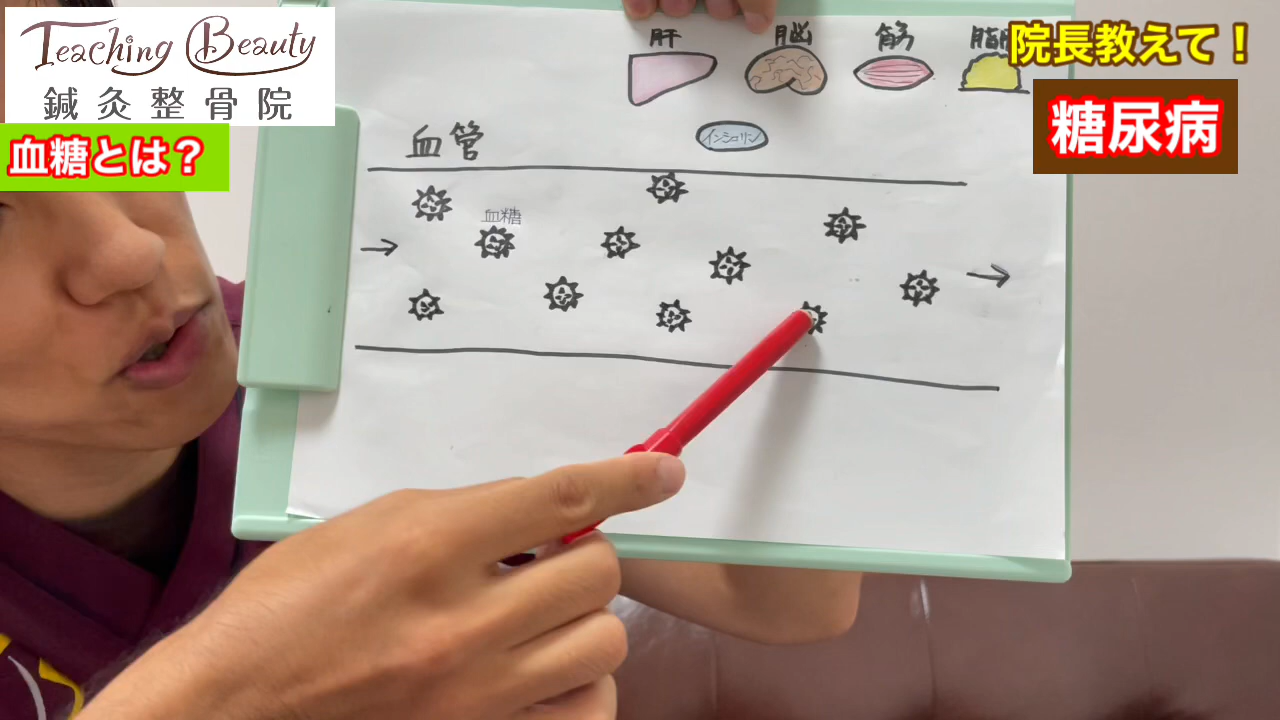 Teaching Beauty
鍼灸整骨院
血糖とは？
院長教えて！
糖尿病
肝
脳
筋
血管
インシュリン
血糖